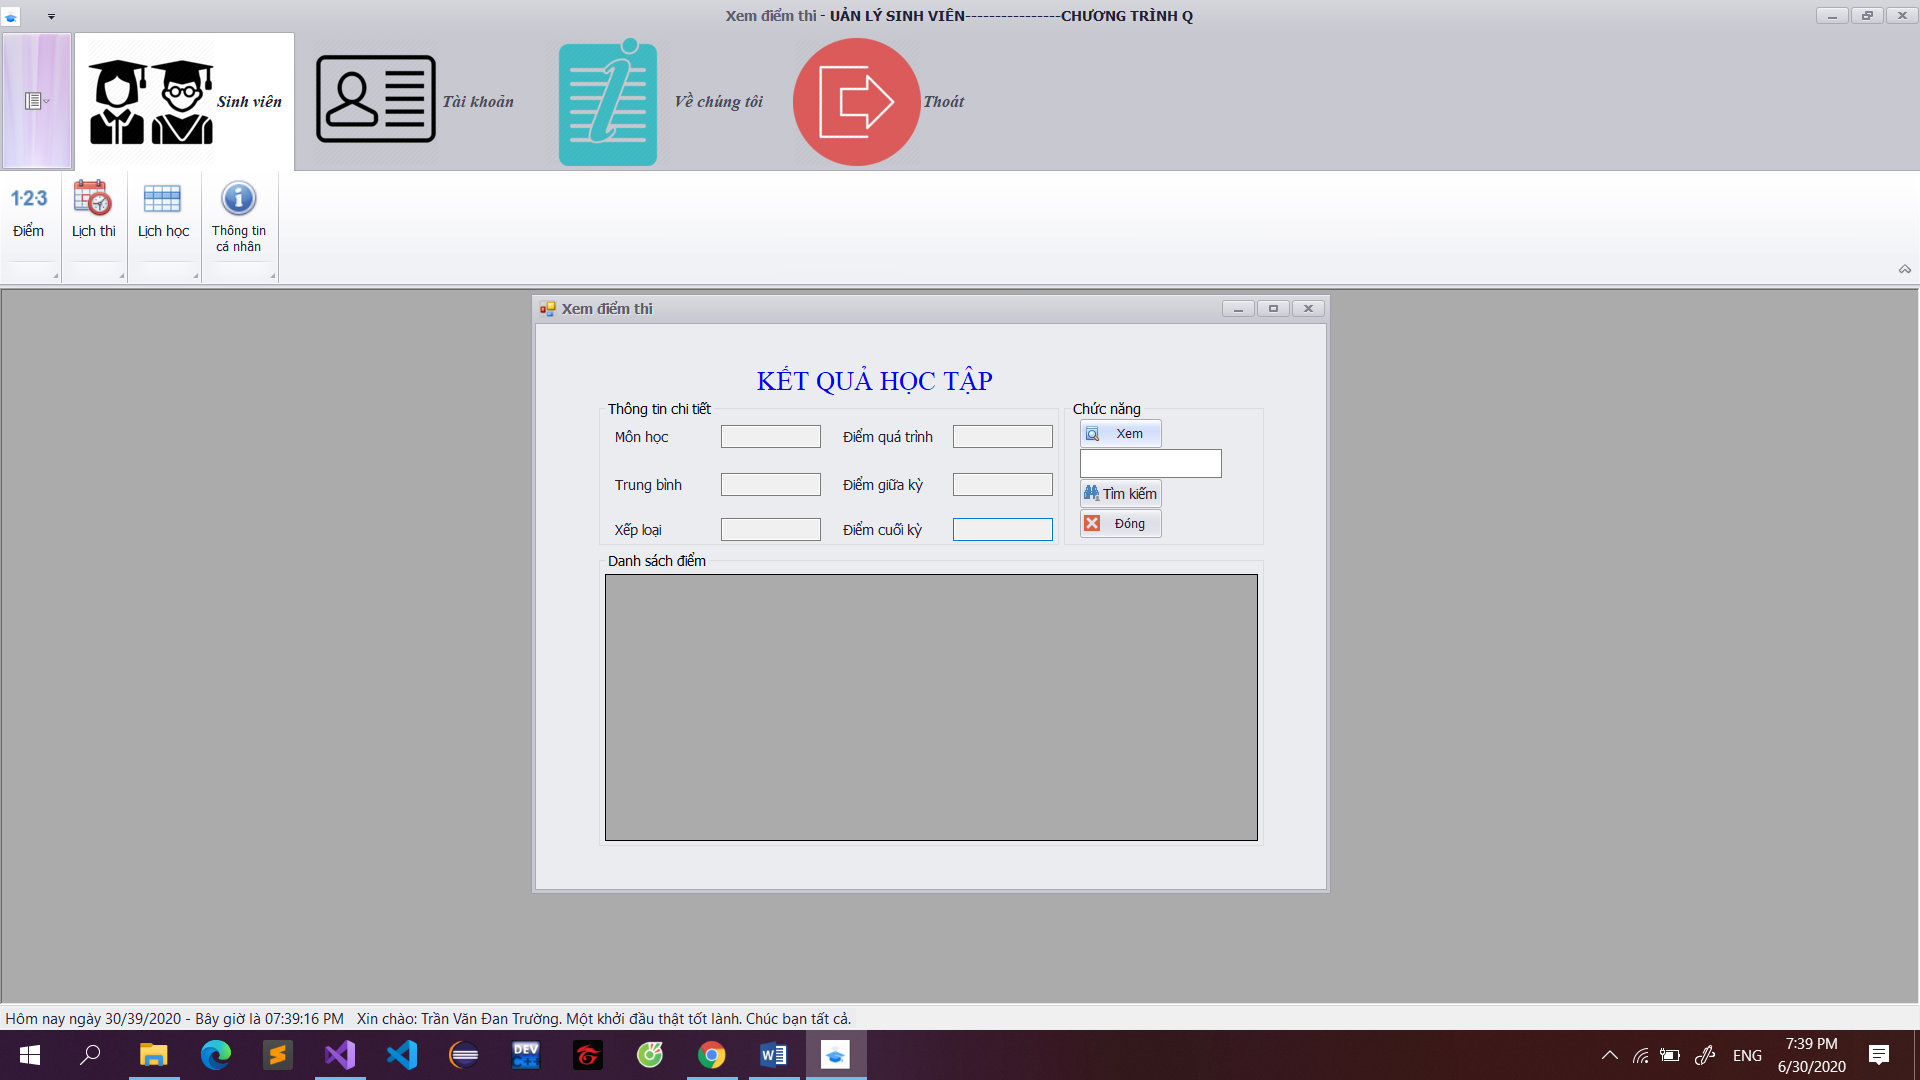 Xem điểm thi - UẢN LÝ SINH VIÊN----------------CHƯƠNG TRÌNH Q
Sinh viên
Tài khoản
Về chúng tôi
Thoát
1·2·3
Điểm
Lịch thi
Lịch học
Thông tin
cá nhân
Xem điểm thi
KẾT QUẢ HỌC TẬP
Thông tin chi tiết
Môn học
Điểm quá trình
Trung bình
Điểm giữa kỳ
Xếp loại
Điểm cuối kỳ
Chức năng
Xem
Tìm kiếm
Đóng
Danh sách điểm
Hôm nay ngày 30/39/2020 - Bây giờ là 07:39:16 PM Xin chào: Trần Văn Đan Trường. Một khởi đầu thật tốt lành. Chúc bạn tất cả.
DEV
C++
ENG
7:39 PM
6/30/2020